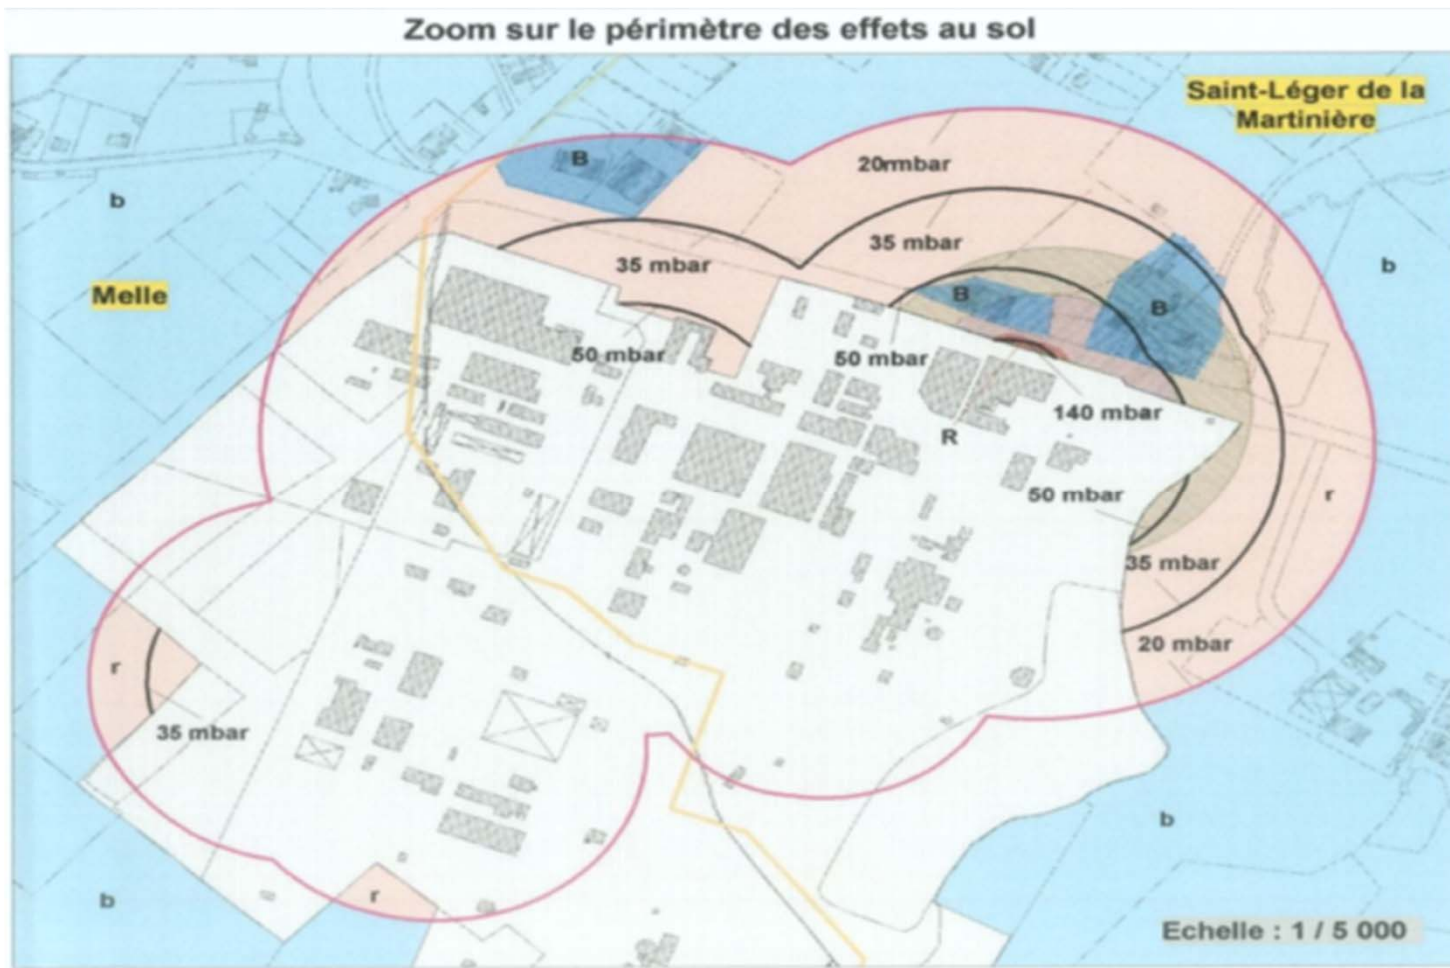 Zoom sur le périmètre des effets au sol
Saint-Léger de la
Martinière
B
20mbar
b
35 mbar
35 mbar
b
Melle
B
B
50 mbar
50 mbar
140 mbar
R
50 mbar
r
35 mbar
20 mbar
r
35 mbar
b
r
b
Echelle : 1 / 5 000